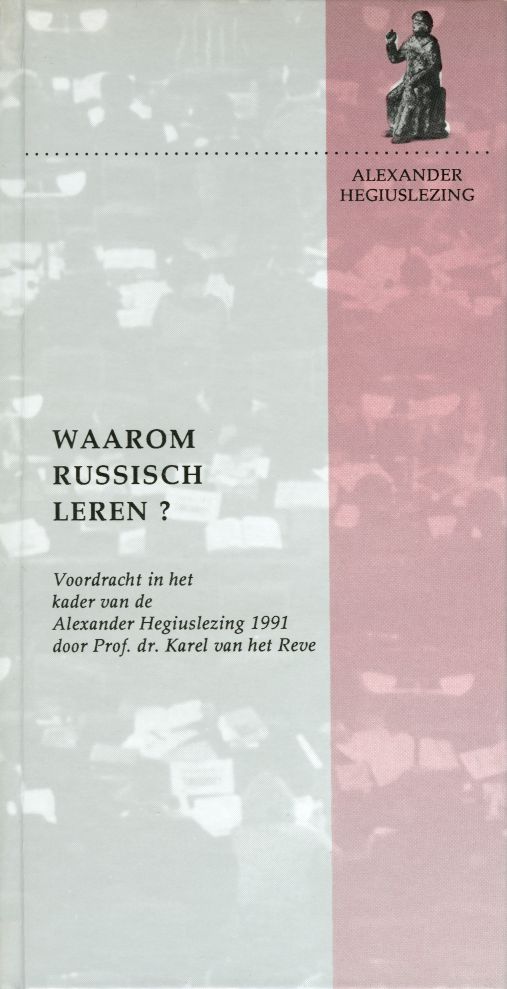 ALEXANDER
HEGIUSLEZING
WAAROM
RUSSISCH
LEREN ?
Voordracht in het
kader van de
Alexander Hegiuslezing 1991
door Prof. dr. Karel van het Reve